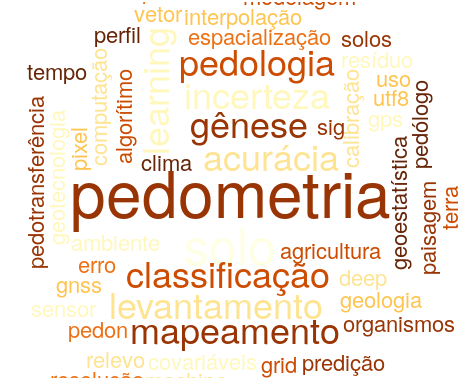 modelagem
vetor interpolação
perfil espacialização solos
pedologia resíduo
tempo computação algorítimo learning incerteza calibração uso
utf8
gênese sig gps pedólogo
pedotransferência geotecnologia pixel clima acurácia geoestatística paisagem terra
pedometria
ambiente solo agricultura
erro classificação deep
gnss levantamento geologia
sensor pedon mapeamento organismos
relevo covariáveis grid predição
resolução machine